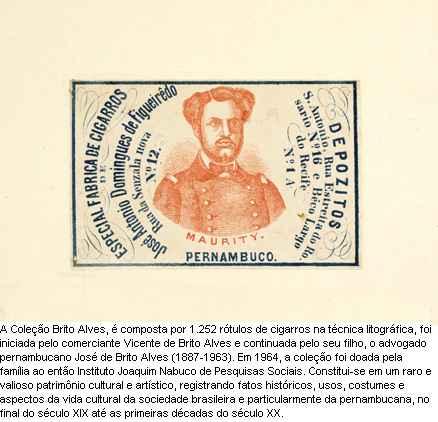 ESPECIAL FABRICA DE CIGARROS
DE
José Antonio Domingues de Figueirêdo
Rua da Senzala nova
Nº 12.
DEPOZITOS
S. Antonio, Rua Estreita do Ro-
sario Nº 16 e Bêco Largo
do Recife
Nº 1 A
MAURITY.
PERNAMBUCO.
A Coleção Brito Alves, é composta por 1.252 rótulos de cigarros na técnica litográfica, foi
iniciada pelo comerciante Vicente de Brito Alves e continuada pelo seu filho, o advogado
pernambucano José de Brito Alves (1887-1963). Em 1964, a coleção foi doada pela
família ao então Instituto Joaquim Nabuco de Pesquisas Sociais. Constitui-se em um raro e
valioso patrimônio cultural e artístico, registrando fatos históricos, usos, costumes e
aspectos da vida cultural da sociedade brasileira e particularmente da pernambucana, no
final do século XIX até as primeiras décadas do século XX.